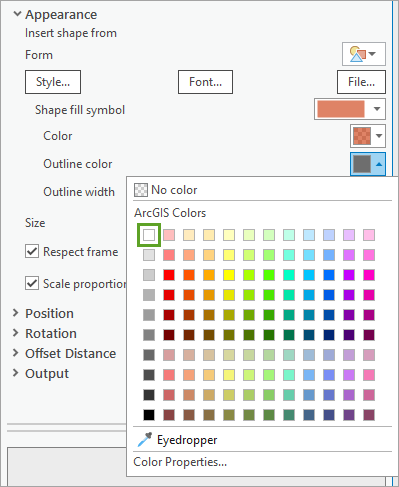 Appearance
Insert shape from
Form
Style... Font... File...
Shape fill symbol
Color
Outline color
Outline width
No color
ArcGIS Colors
Size
Respect frame
Scale proportion
Position
Rotation
Offset Distance
Output
Eyedropper
Color Properties...